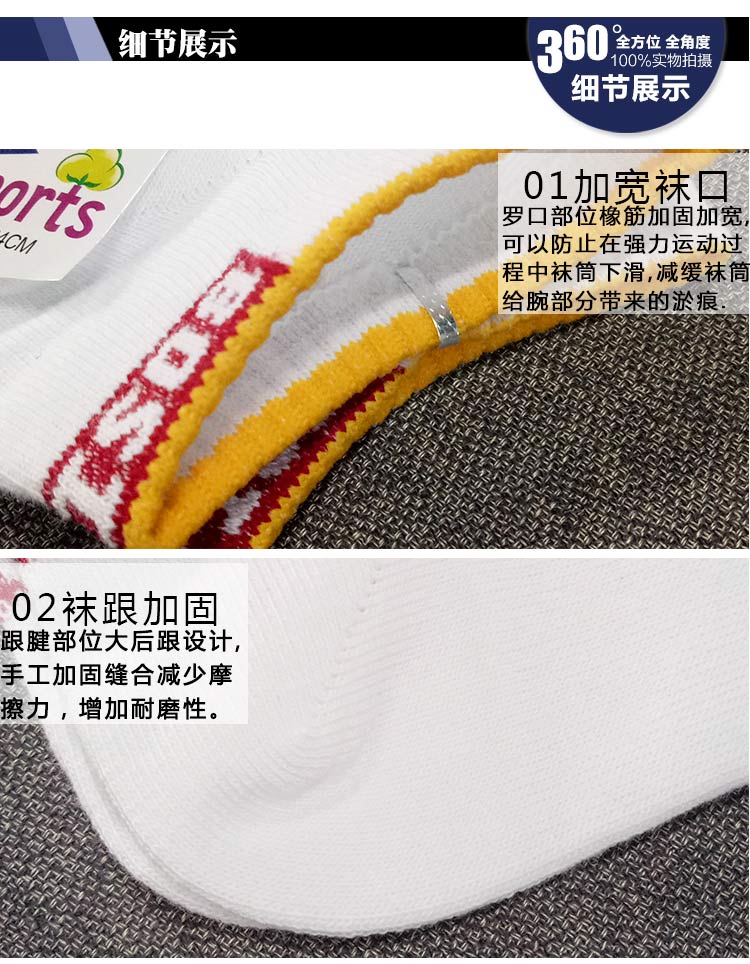 细节展示
360°
全方位 全角度
100%实物拍摄
细节展示
orts
4CM
01加宽袜口
罗口部位橡筋加固加宽,
可以防止在强力运动过
程中袜筒下滑,减缓袜筒
给腕部分带来的淤痕.
02袜跟加固
跟腱部位大后跟设计,
手工加固缝合减少摩
擦力，增加耐磨性。